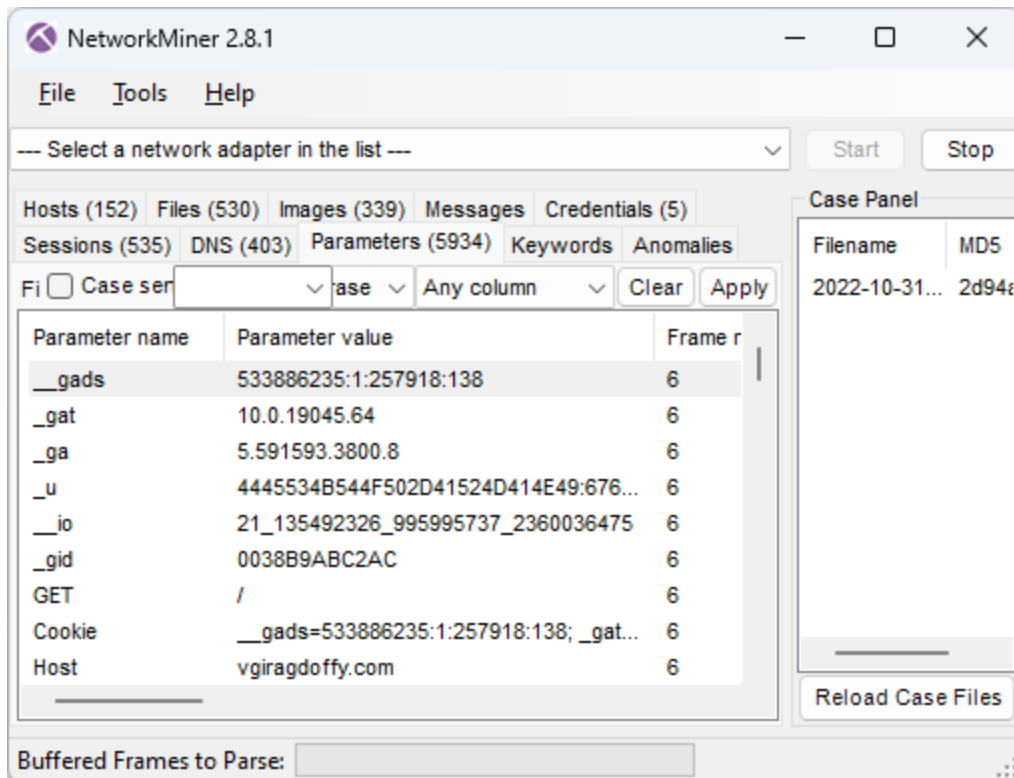 NetworkMiner 2.8.1
File Tools Help
--- Select a network adapter in the list --- Start Stop
Hosts (152) Files (530) Images (339) Messages Credentials (5)
Sessions (535) DNS (403) Parameters (5934) Keywords Anomalies
Fi Case sen rase Any column Clear Apply
Parameter name Parameter value Frame r
__gads 533886235:1:257918:138 6
_gat 10.0.19045.64 6
_ga 5.591593.3800.8 6
_u 4445534B544F502D41524D414E49:676... 6
__io 21_135492326_995995737_2360036475 6
_gid 0038B9ABC2AC 6
GET / 6
Cookie __gads=533886235:1:257918:138; _gat... 6
Host vgiragdoffy.com 6
Case Panel
Filename MD5
2022-10-31... 2d94a
Reload Case Files
Buffered Frames to Parse: